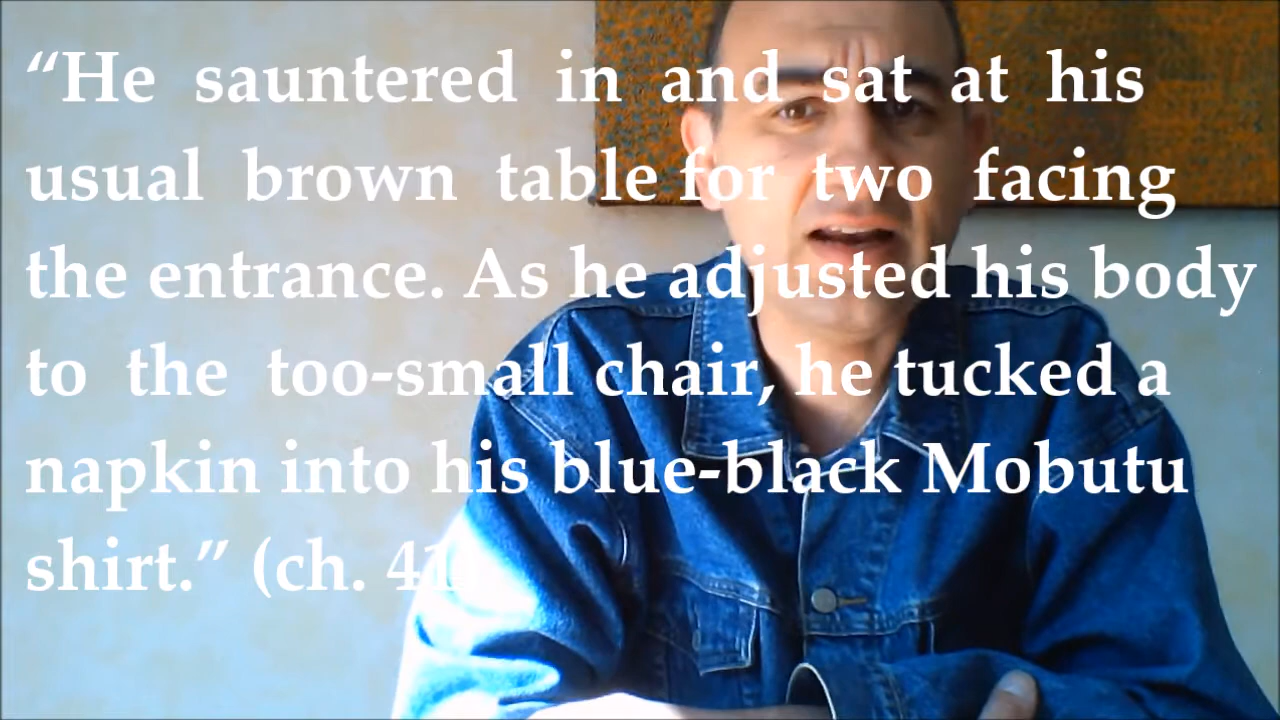 “He sauntered in and sat at his
usual brown table for two facing
the entrance. As he adjusted his body
to the too-small chair, he tucked a
napkin into his blue-black Mobutu
shirt.” (ch. 41)